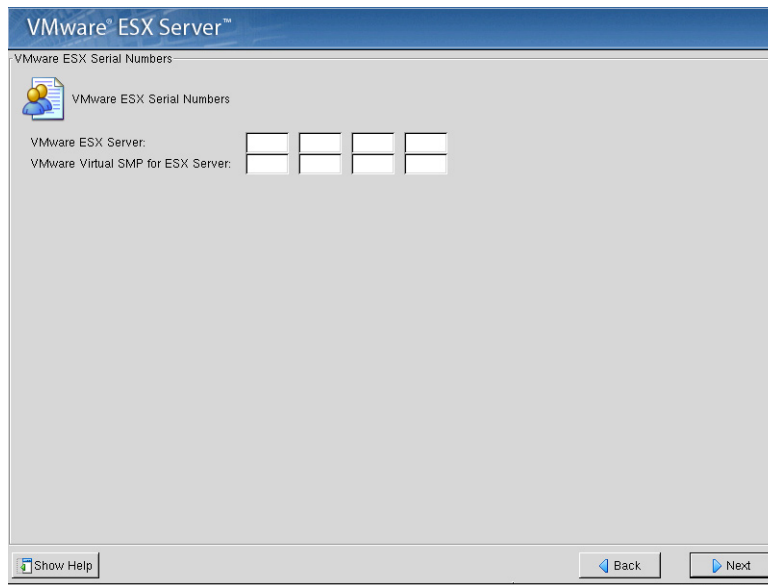 VMware® ESX Server™
VMware ESX Serial Numbers
VMware ESX Serial Numbers
VMware ESX Server:
VMware Virtual SMP for ESX Server:
Show Help
Back
Next